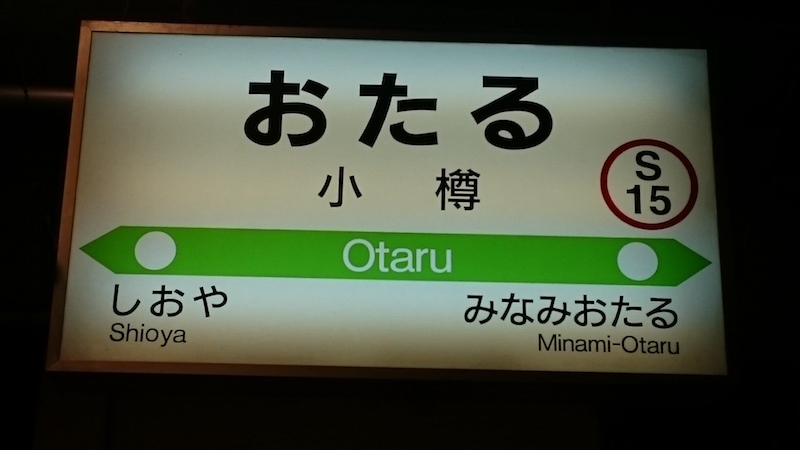 おたる
小樽
S
15
Otaru
しおや
Shioya
みなみおたる
Minami-Otaru